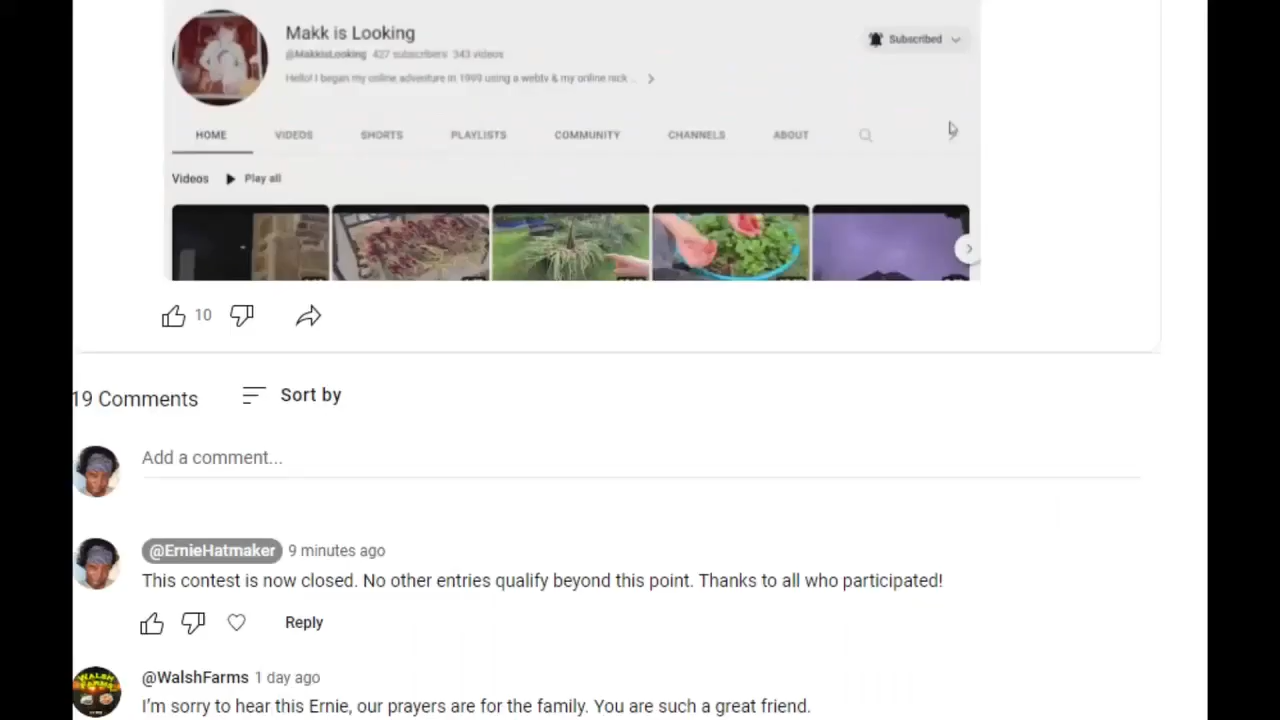 Makk is Looking
@MakkisLooking 427 subscribers 343 videos
Subscribed
Hello! I began my online adventure in 1999 using a webtv & my online nick ...
HOME VIDEOS SHORTS PLAYLISTS COMMUNITY CHANNELS ABOUT
Videos Play all
10
19 Comments Sort by
Add a comment...
@ErnieHatmaker 9 minutes ago
This contest is now closed. No other entries qualify beyond this point. Thanks to all who participated!
Reply
WALSH FARMS
@WalshFarms 1 day ago
I'm sorry to hear this Ernie, our prayers are for the family. You are such a great friend.